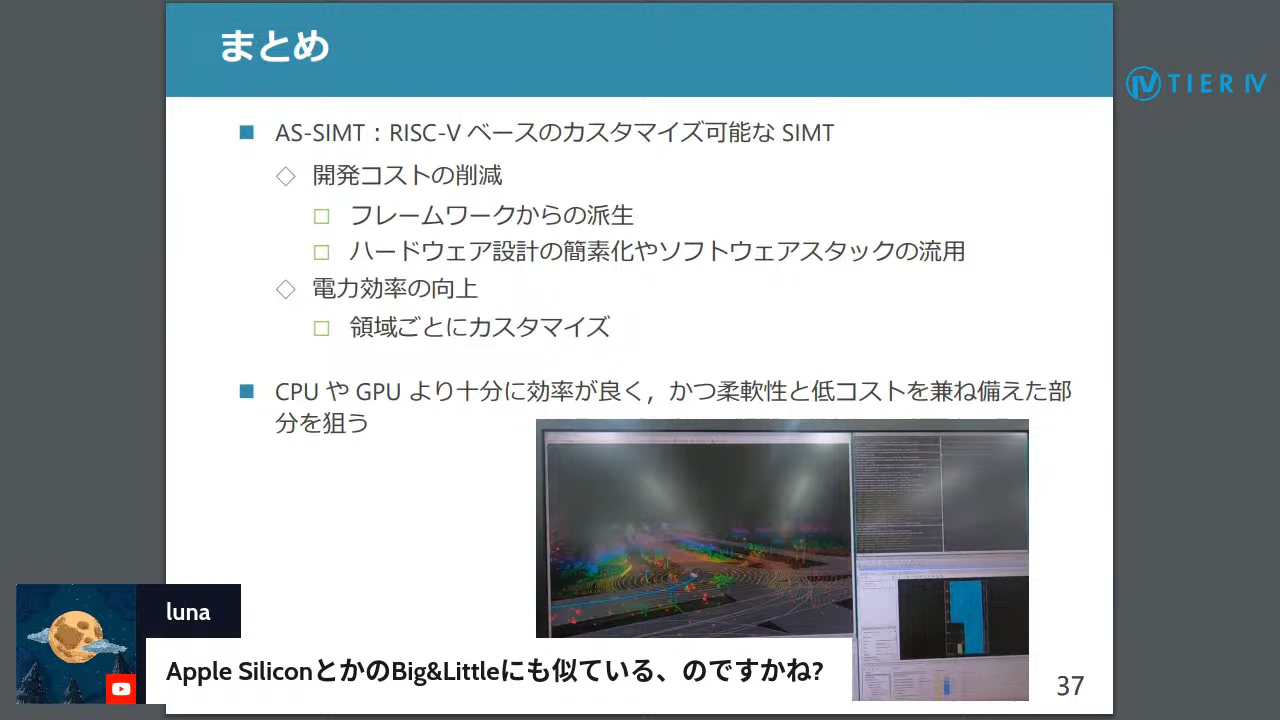 まとめ
TIER IV
AS-SIMT：RISC-V ベースのカスタマイズ可能な SIMT
開発コストの削減
フレームワークからの派生
ハードウェア設計の簡素化やソフトウェアスタックの流用
電力効率の向上
領域ごとにカスタマイズ
CPU や GPU より十分に効率が良く，かつ柔軟性と低コストを兼ね備えた部
分を狙う
luna
Apple SiliconとかのBig&Littleにも似ている、のですかね?
37